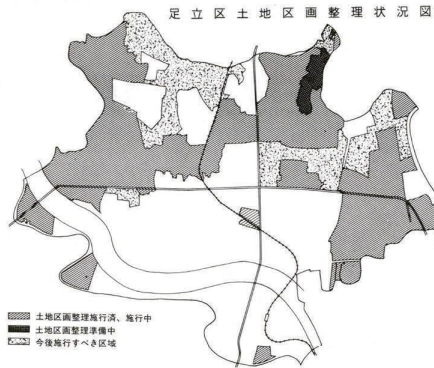 足立区土地区画整理状況図
土地区画整理施行済、施行中
土地区画整理準備中
今後施行すべき区域